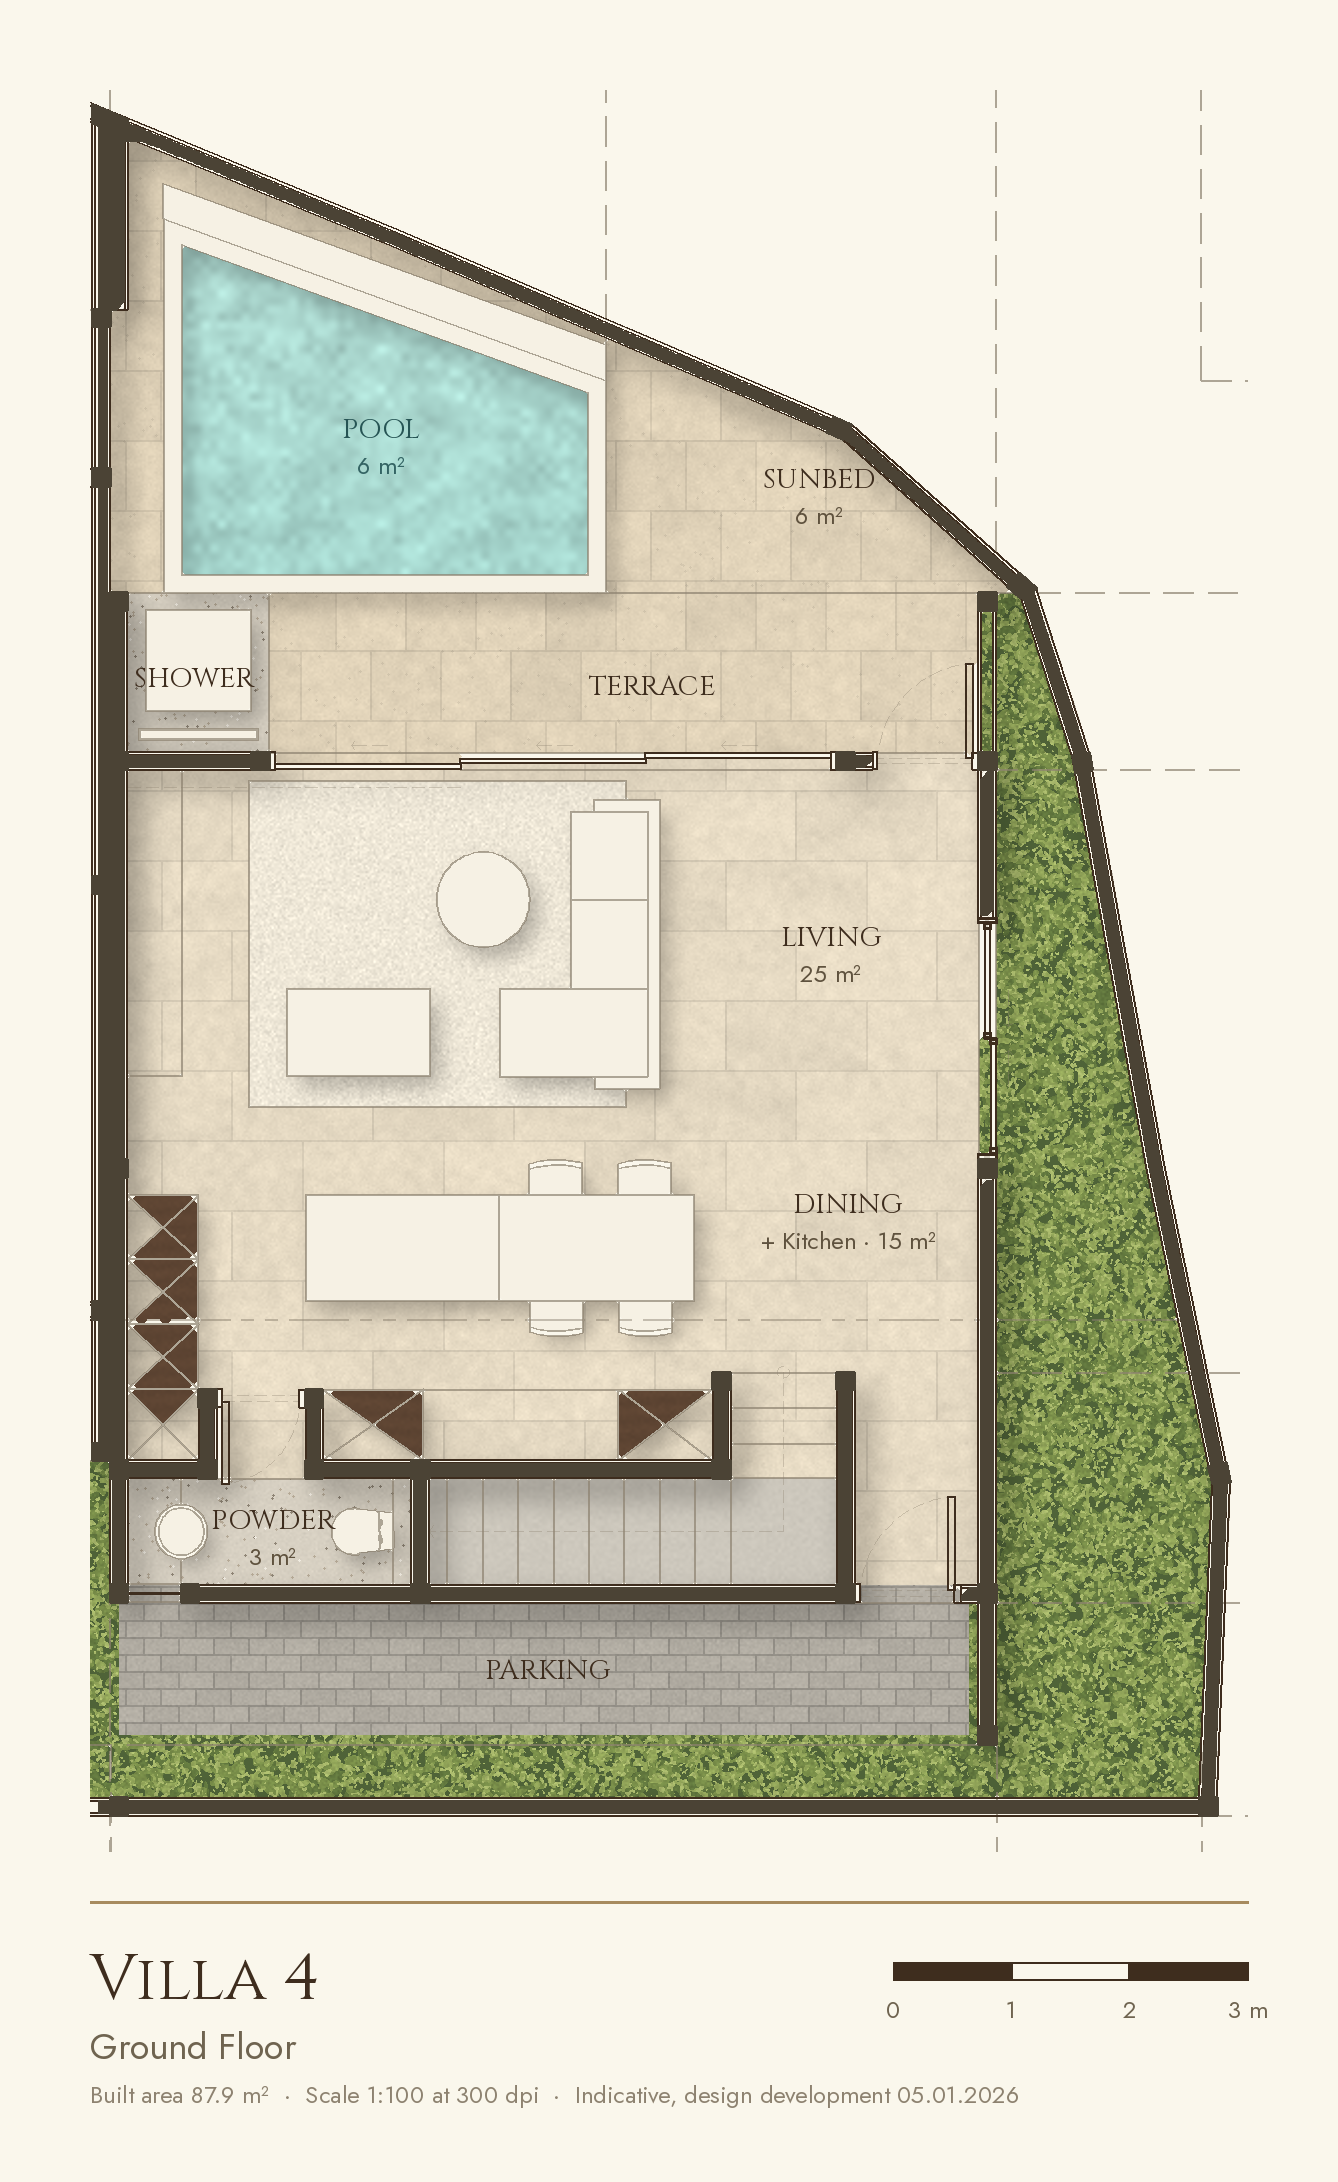 POOL
6 m²
SUNBED
6 m²
SHOWER
TERRACE
LIVING
25 m²
DINING
+ Kitchen · 15 m²
POWDER
3 m²
PARKING
VILLA 4
Ground Floor
Built area 87.9 m² · Scale 1:100 at 300 dpi · Indicative, design development 05.01.2026
0 1 2 3 m